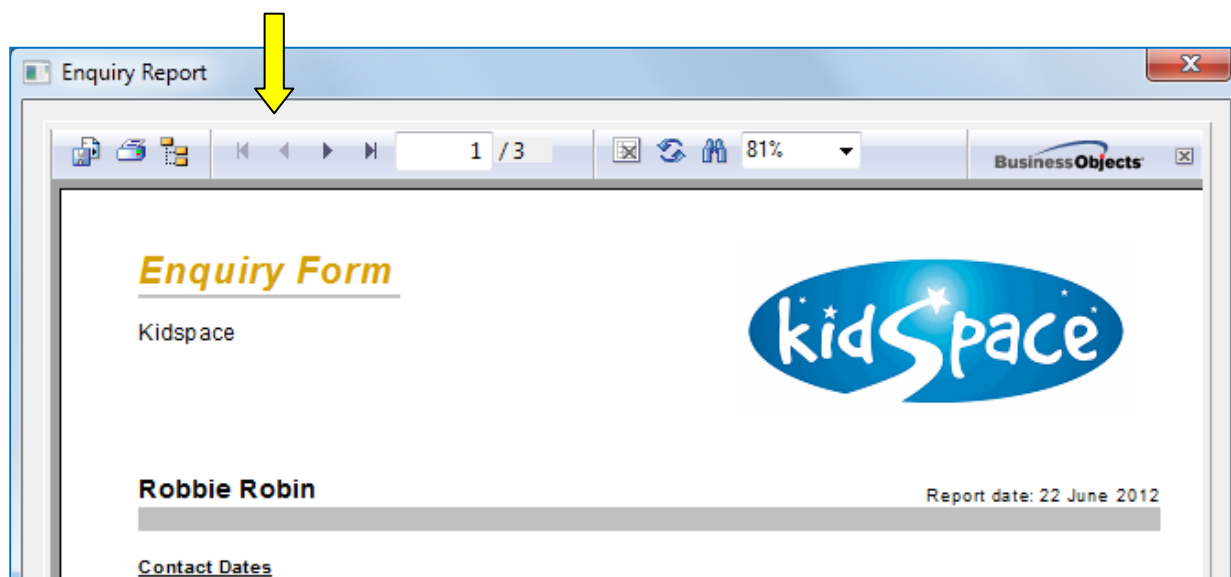 Enquiry Report
1 /3 81% BusinessObjects
Enquiry Form
kidspace
Kidspace
Robbie Robin
Report date: 22 June 2012
Contact Dates